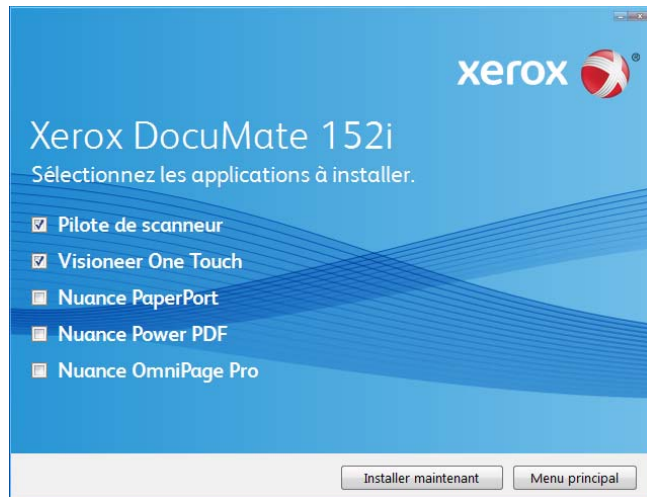 xerox ®
Xerox DocuMate 152i
Sélectionnez les applications à installer.
Pilote de scanneur
Visioneer One Touch
Nuance PaperPort
Nuance Power PDF
Nuance OmniPage Pro
Installer maintenant Menu principal